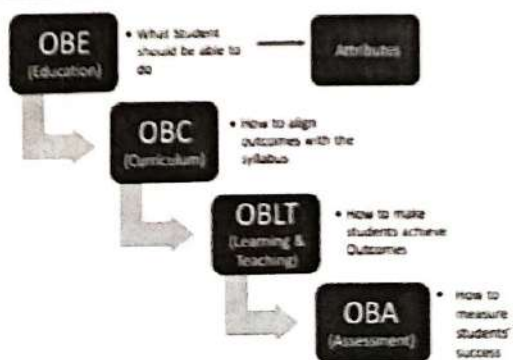 OBE
(Education)
• What Student
should be able to
do
Attributes
OBC
(Curriculum)
• How to align
outcomes with the
syllabus
OBLT
(Learning &
Teaching)
• How to make
students achieve
Outcomes
OBA
(Assessment)
• How to
measure
students'
success